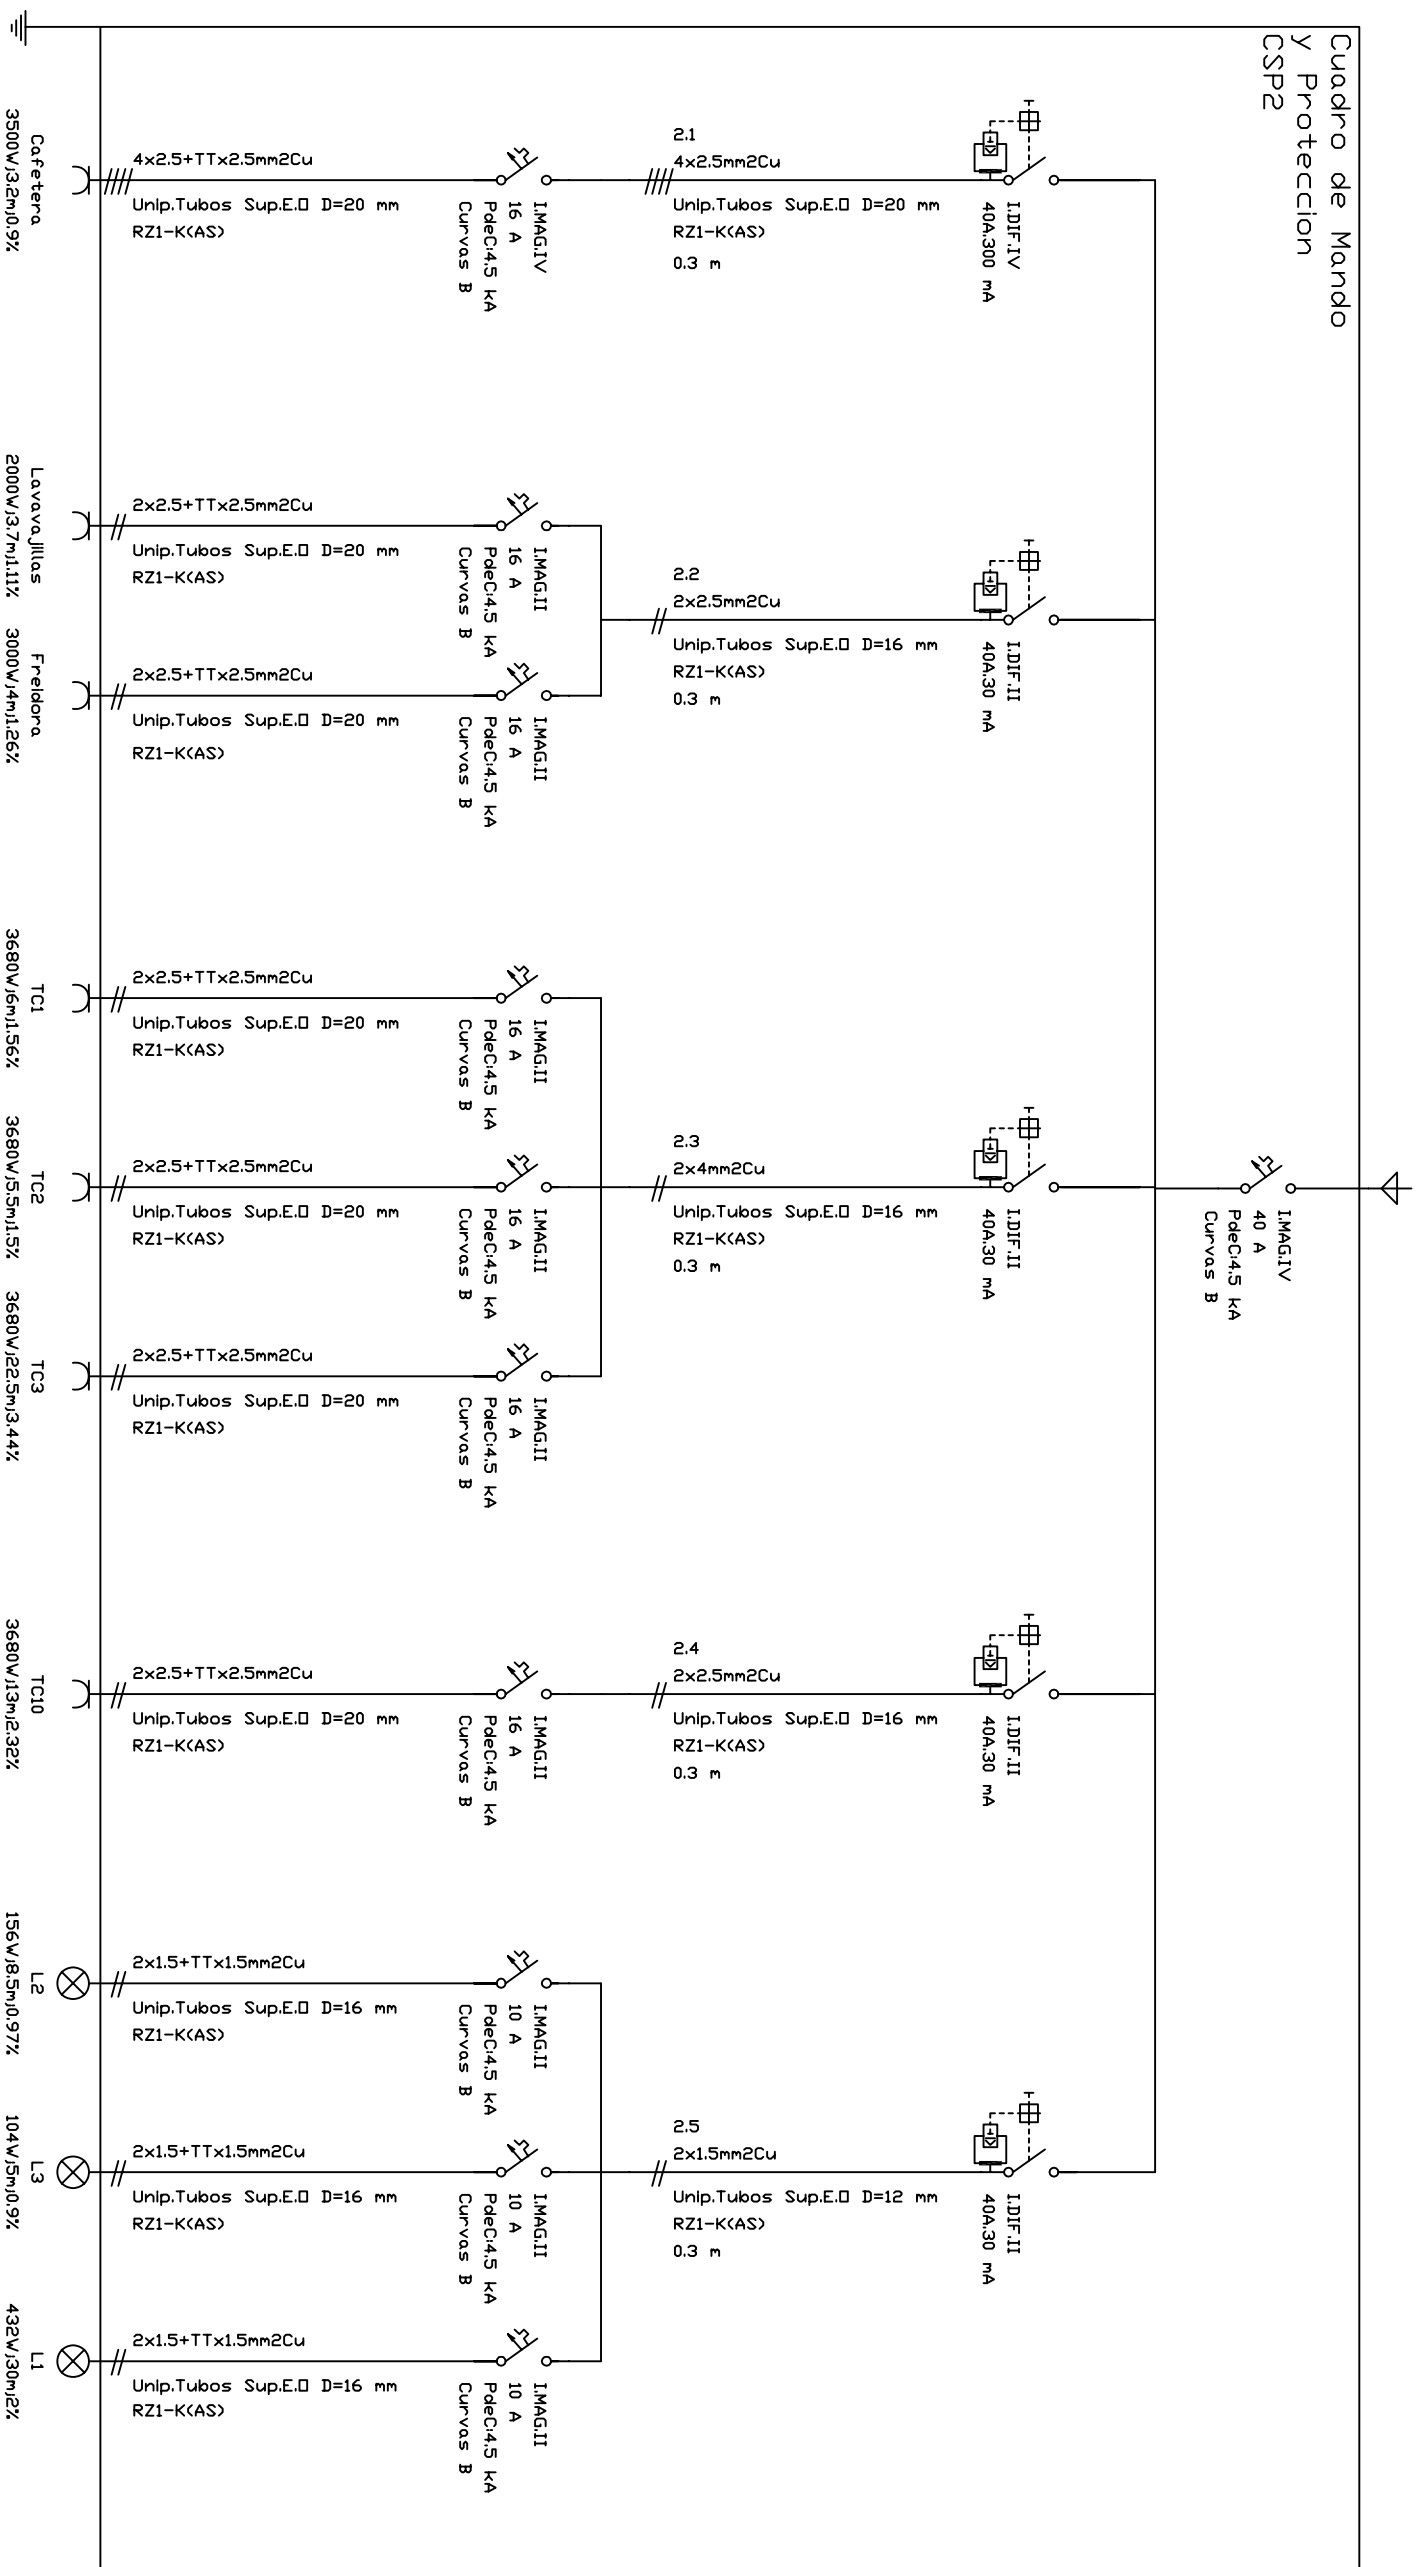 Cuadro de Mando
y Proteccion
CSP2
I.MAG.IV
40 A
PdeC:4.5 kA
Curvas B
I.DIF.IV
40A.300 mA
2.1
4x2.5mm2Cu
Unip.Tubos Sup.E.O D=20 mm
RZ1-K(AS)
0.3 m
I.MAG.IV
16 A
PdeC:4.5 kA
Curvas B
4x2.5+TTx2.5mm2Cu
Unip.Tubos Sup.E.O D=20 mm
RZ1-K(AS)
Cafetera
3500W;3.2m;0.9%
I.DIF.II
40A.30 mA
2.2
2x2.5mm2Cu
Unip.Tubos Sup.E.O D=16 mm
RZ1-K(AS)
0.3 m
I.MAG.II
16 A
PdeC:4.5 kA
Curvas B
2x2.5+TTx2.5mm2Cu
Unip.Tubos Sup.E.O D=20 mm
RZ1-K(AS)
Lavavajillas
2000W;3.7m;1.11%
I.MAG.II
16 A
PdeC:4.5 kA
Curvas B
2x2.5+TTx2.5mm2Cu
Unip.Tubos Sup.E.O D=20 mm
RZ1-K(AS)
Freidora
3000W;4m;1.26%
I.DIF.II
40A.30 mA
2.3
2x4mm2Cu
Unip.Tubos Sup.E.O D=16 mm
RZ1-K(AS)
0.3 m
I.MAG.II
16 A
PdeC:4.5 kA
Curvas B
2x2.5+TTx2.5mm2Cu
Unip.Tubos Sup.E.O D=20 mm
RZ1-K(AS)
TC1
3680W;6m;1.56%
I.MAG.II
16 A
PdeC:4.5 kA
Curvas B
2x2.5+TTx2.5mm2Cu
Unip.Tubos Sup.E.O D=20 mm
RZ1-K(AS)
TC2
3680W;5.5m;1.5%
I.MAG.II
16 A
PdeC:4.5 kA
Curvas B
2x2.5+TTx2.5mm2Cu
Unip.Tubos Sup.E.O D=20 mm
RZ1-K(AS)
TC3
3680W;22.5m;3.44%
I.DIF.II
40A.30 mA
2.4
2x2.5mm2Cu
Unip.Tubos Sup.E.O D=16 mm
RZ1-K(AS)
0.3 m
I.MAG.II
16 A
PdeC:4.5 kA
Curvas B
2x2.5+TTx2.5mm2Cu
Unip.Tubos Sup.E.O D=20 mm
RZ1-K(AS)
TC10
3680W;13m;2.32%
I.DIF.II
40A.30 mA
2.5
2x1.5mm2Cu
Unip.Tubos Sup.E.O D=12 mm
RZ1-K(AS)
0.3 m
I.MAG.II
10 A
PdeC:4.5 kA
Curvas B
2x1.5+TTx1.5mm2Cu
Unip.Tubos Sup.E.O D=16 mm
RZ1-K(AS)
L2
156W;8.5m;0.97%
I.MAG.II
10 A
PdeC:4.5 kA
Curvas B
2x1.5+TTx1.5mm2Cu
Unip.Tubos Sup.E.O D=16 mm
RZ1-K(AS)
L3
104W;5m;0.9%
I.MAG.II
10 A
PdeC:4.5 kA
Curvas B
2x1.5+TTx1.5mm2Cu
Unip.Tubos Sup.E.O D=16 mm
RZ1-K(AS)
L1
432W;30m;2%